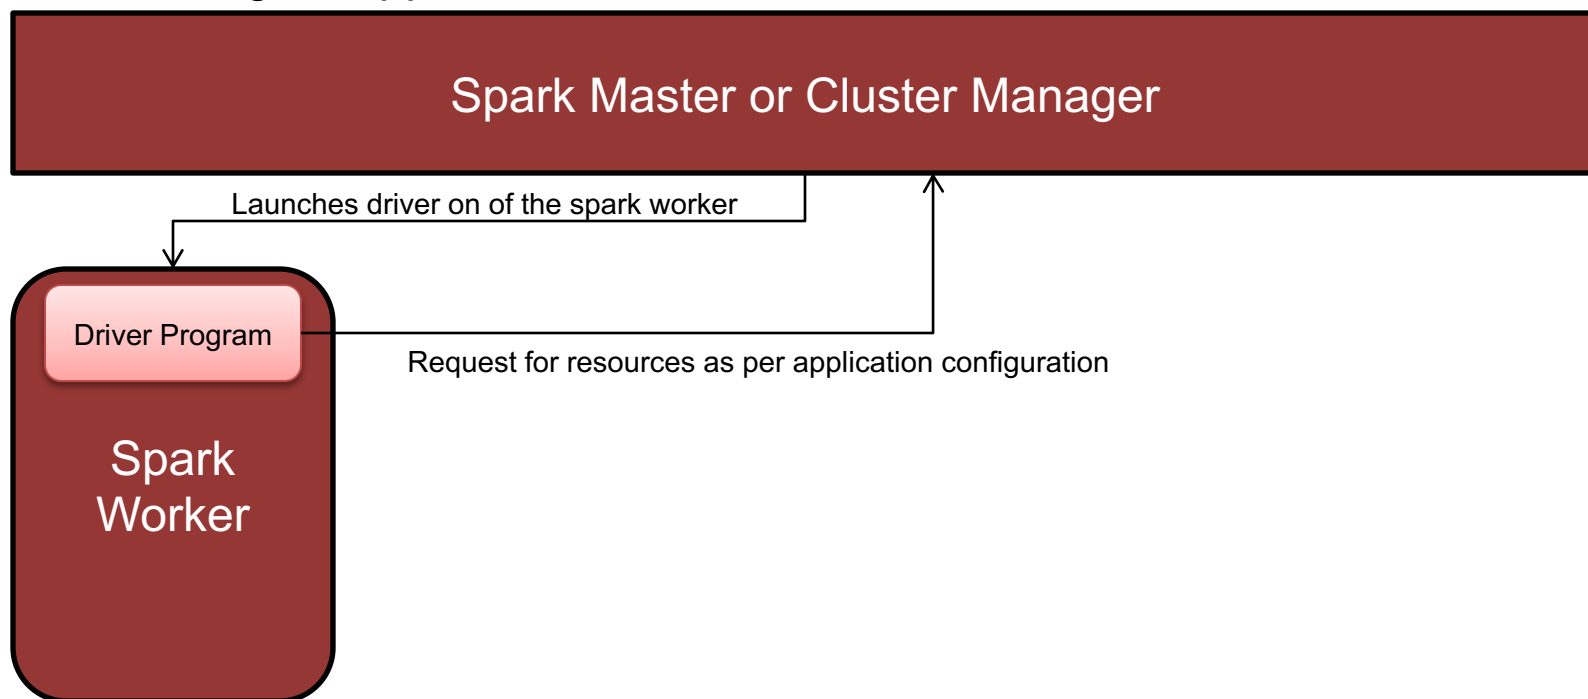 Spark Master or Cluster Manager
Launches driver on of the spark worker
Driver Program
Request for resources as per application configuration
Spark
Worker